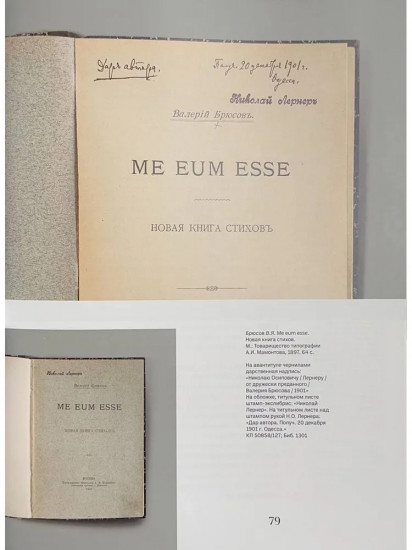 Даръ автора.
Получ. 20 декабря 1901 г.
Одесса.
Николай Лернеръ
Валерій Брюсовъ.
ME EUM ESSE
НОВАЯ КНИГА СТИХОВЪ
Николай Лернеръ
Валерій Брюсовъ.
ME EUM ESSE
НОВАЯ КНИГА СТИХОВЪ
МОСКВА
Брюсов В.Я. Me eum esse.
Новая книга стихов.
М.: Товарищество типографии
А.И. Мамонтова, 1897. 64 с.
На авантитуле чернилами
дарственная надпись:
«Николаю Осиповичу / Лернеру /
от дружески преданного /
Валерия Брюсова / 1901»
На обложке, титульном листе
штамп-экслибрис: «Николай
Лернер». На титульном листе над
штампом рукой Н.О. Лернера:
«Дар автора. Получ. 20 декабря
1901 г. Одесса.»
КП 50858/127; Биб. 1301
79